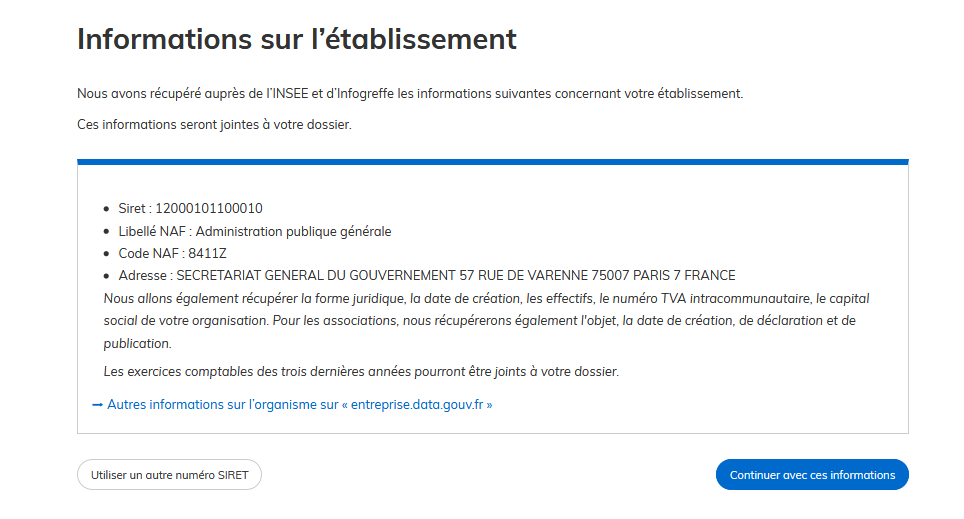 Informations sur l’établissement
Nous avons récupéré auprès de l’INSEE et d’Infogreffe les informations suivantes concernant votre établissement.
Ces informations seront jointes à votre dossier.
• Siret : 12000101100010
• Libellé NAF : Administration publique générale
• Code NAF : 8411Z
• Adresse : SECRETARIAT GENERAL DU GOUVERNEMENT 57 RUE DE VARENNE 75007 PARIS 7 FRANCE
Nous allons également récupérer la forme juridique, la date de création, les effectifs, le numéro TVA intracommunautaire, le capital
social de votre organisation. Pour les associations, nous récupérerons également l'objet, la date de création, de déclaration et de
publication.
Les exercices comptables des trois dernières années pourront être joints à votre dossier.
→ Autres informations sur l’organisme sur « entreprise.data.gouv.fr »
Utiliser un autre numéro SIRET
Continuer avec ces informations